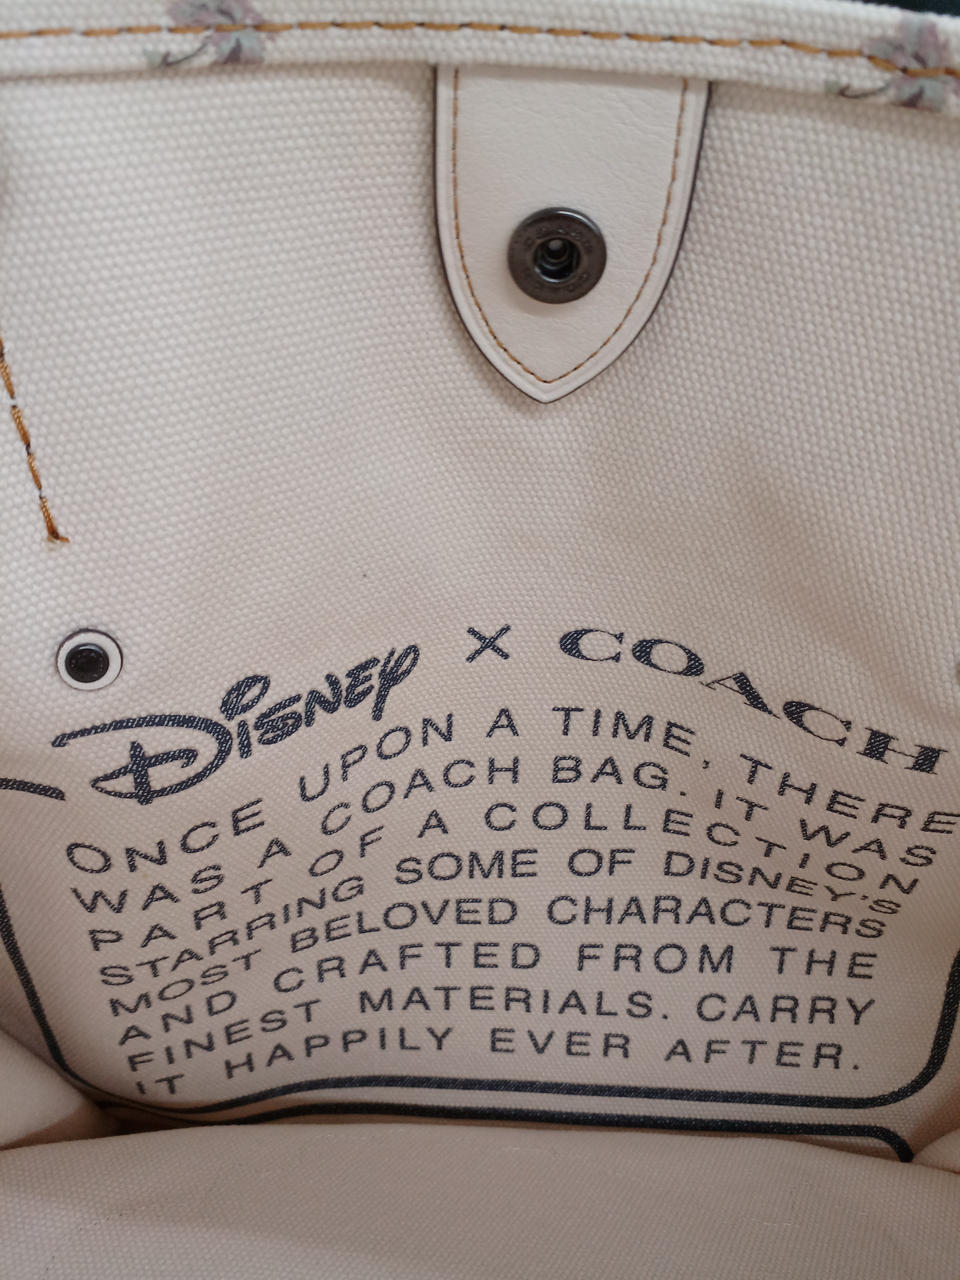 Disney × COACH
ONCE UPON A TIME, THERE
WAS A COACH BAG. IT WAS
PART OF A COLLECTION
STARRING SOME OF DISNEY'S
MOST BELOVED CHARACTERS
AND CRAFTED FROM THE
FINEST MATERIALS. CARRY
IT HAPPILY EVER AFTER.